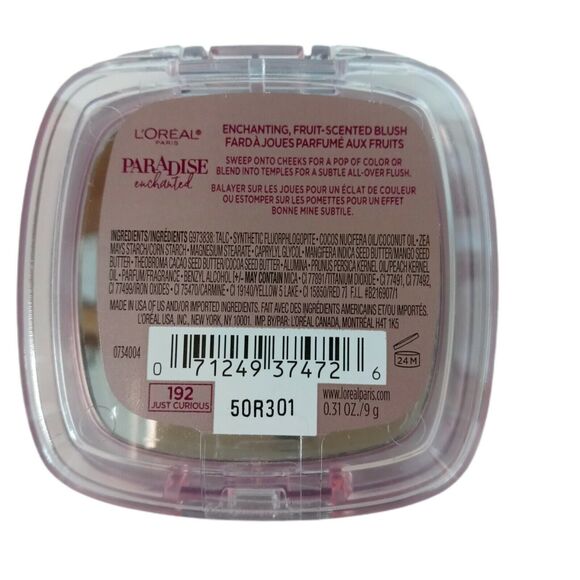 L'ORÉAL
PARIS
PARADISE
enchanted
ENCHANTING, FRUIT-SCENTED BLUSH
FARD À JOUES PARFUMÉ AUX FRUITS
SWEEP ONTO CHEEKS FOR A POP OF COLOR OR
BLEND INTO TEMPLES FOR A SUBTLE ALL-OVER FLUSH.
BALAYER SUR LES JOUES POUR UN ÉCLAT DE COULEUR
OU ESTOMPER SUR LES POMETTES POUR UN EFFET
BONNE MINE SUBTILE.
INGREDIENTS/INGRÉDIENTS G973838: TALC • SYNTHETIC FLUORPHLOGOPITE • COCOS NUCIFERA OIL/COCONUT OIL • ZEA
MAYS STARCH/CORN STARCH • MAGNESIUM STEARATE • CAPRYLYL GLYCOL • MANGIFERA INDICA SEED BUTTER/MANGO SEED
BUTTER • THEOBROMA CACAO SEED BUTTER/COCOA SEED BUTTER • ALUMINA • PRUNUS PERSICA KERNEL OIL/PEACH KERNEL
OIL • PARFUM/FRAGRANCE • BENZYL ALCOHOL [+/- MAY CONTAIN MICA • CI 77891/TITANIUM DIOXIDE • CI 77491, CI 77492,
CI 77499/IRON OXIDES • CI 75470/CARMINE • CI 19140/YELLOW 5 LAKE • CI 15850/RED 7]. F.I.L. #B216907/1
MADE IN USA OF US AND/OR IMPORTED INGREDIENTS. FAIT AVEC DES INGRÉDIENTS AMERICAINS ET/OU IMPORTÉS.
L'ORÉAL USA, INC., NEW YORK, NY 10001. IMP. BY/PAR: L'ORÉAL CANADA, MONTRÉAL H4T 1K5
0734004
0 71249 37472 6
24 M
192
JUST CURIOUS
50R301
www.lorealparis.com
0.31 OZ./9 g